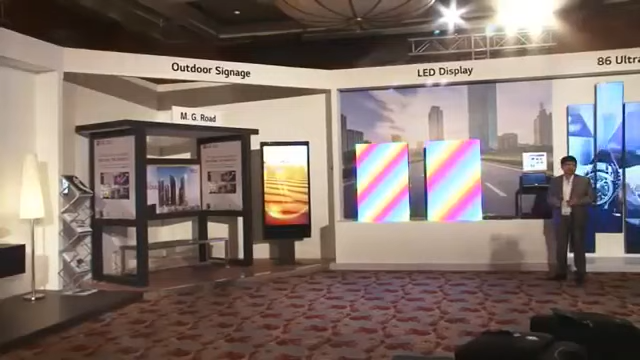 Outdoor Signage
LED Display
86 Ultra
M. G. Road